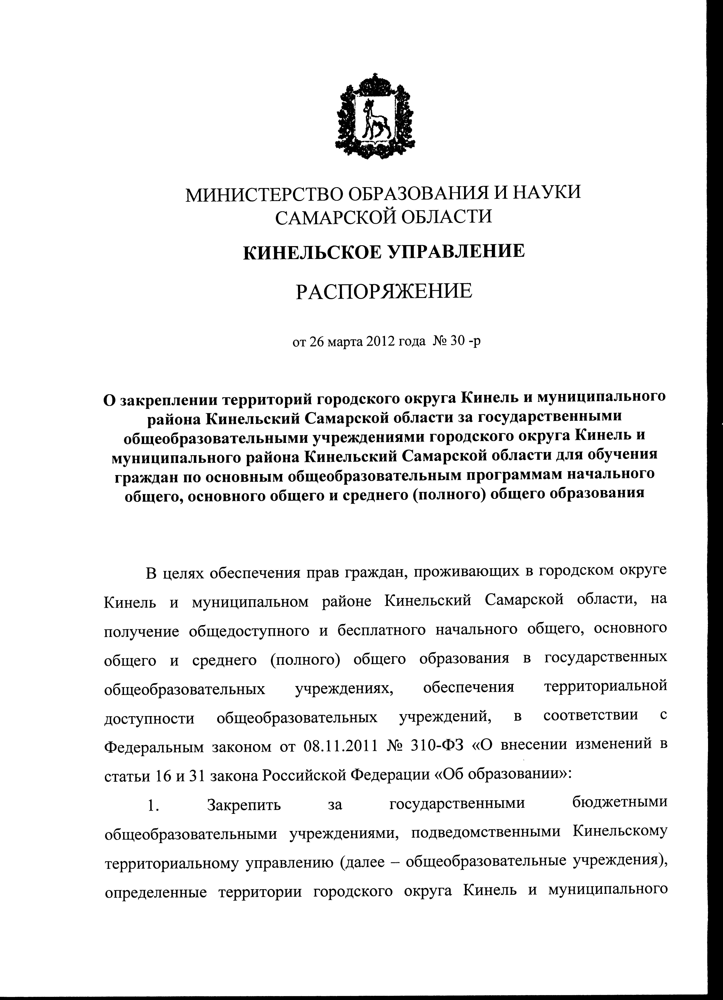 МИНИСТЕРСТВО ОБРАЗОВАНИЯ И НАУКИ
САМАРСКОЙ ОБЛАСТИ
КИНЕЛЬСКОЕ УПРАВЛЕНИЕ
РАСПОРЯЖЕНИЕ
от 26 марта 2012 года № 30 -р
О закреплении территорий городского округа Кинель и муниципального
района Кинельский Самарской области за государственными
общеобразовательными учреждениями городского округа Кинель и
муниципального района Кинельский Самарской области для обучения
граждан по основным общеобразовательным программам начального
общего, основного общего и среднего (полного) общего образования
В целях обеспечения прав граждан, проживающих в городском округе
Кинель и муниципальном районе Кинельский Самарской области, на
получение общедоступного и бесплатного начального общего, основного
общего и среднего (полного) общего образования в государственных
общеобразовательных учреждениях, обеспечения территориальной
доступности общеобразовательных учреждений, в соответствии с
Федеральным законом от 08.11.2011 № 310-ФЗ «О внесении изменений в
статьи 16 и 31 закона Российской Федерации «Об образовании»:
1. Закрепить за государственными бюджетными
общеобразовательными учреждениями, подведомственными Кинельскому
территориальному управлению (далее – общеобразовательные учреждения),
определенные территории городского округа Кинель и муниципального